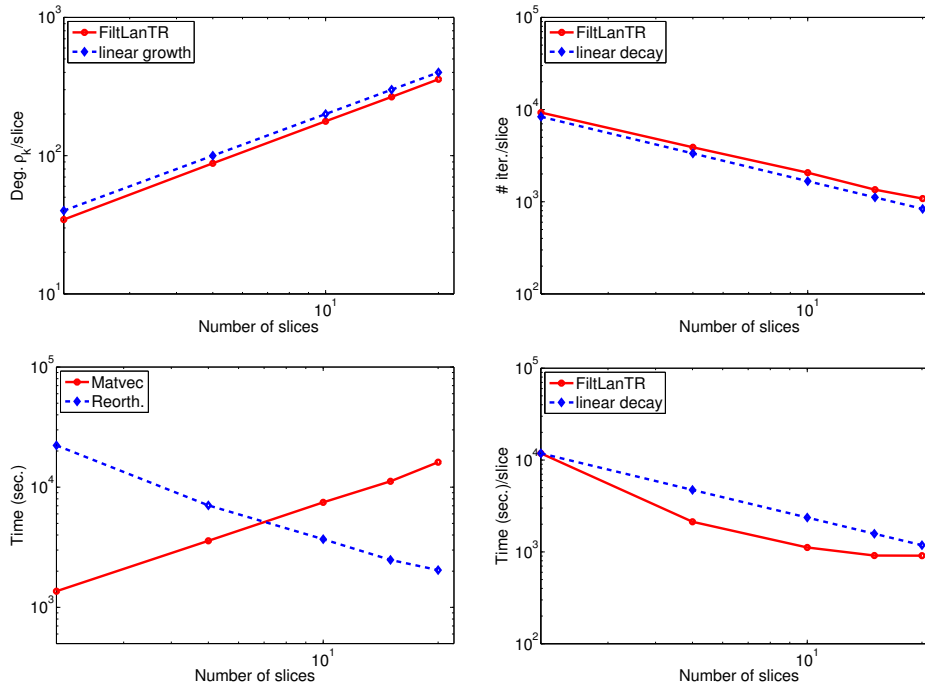 10^3
FiltLanTR
linear growth
Deg. ρ_k/slice
10^2
10^1
10^1
Number of slices
10^5
FiltLanTR
linear decay
# iter./slice
10^4
10^3
10^2
10^1
Number of slices
10^5
Matvec
Reorth.
Time (sec.)
10^4
10^3
10^1
Number of slices
10^5
FiltLanTR
linear decay
Time (sec.)/slice
10^4
10^3
10^2
10^1
Number of slices